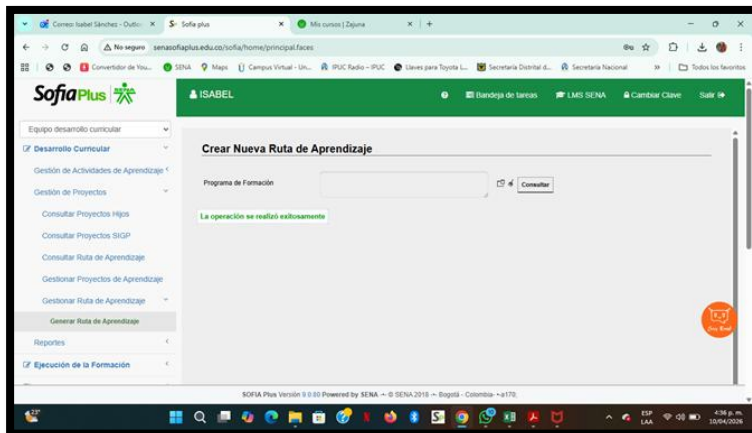 Correo: Isabel Sánchez - Outlo
Sofia plus
Mis cursos | Zajuna
No seguro
senasofiaplus.edu.co/sofia/home/principal.faces
Convertidor de You...
SENA
Maps
Campus Virtual - Un...
IPUC Radio – IPUC
Llaves para Toyota L...
Secretaría Distrital d...
Secretaría Nacional
Todos los favoritos
Sofia Plus
SENA
ISABEL
Bandeja de tareas
LMS SENA
Cambiar Clave
Salir
Equipo desarrollo curricular
Desarrollo Curricular
Gestión de Actividades de Aprendizaje
Gestión de Proyectos
Consultar Proyectos Hijos
Consultar Proyectos SIGP
Consultar Ruta de Aprendizaje
Gestionar Proyectos de Aprendizaje
Gestionar Ruta de Aprendizaje
Generar Ruta de Aprendizaje
Reportes
Ejecución de la Formación
Crear Nueva Ruta de Aprendizaje
Programa de Formación
Consultar
La operación se realizó exitosamente
SOFIA Plus Versión 9.0.00 Powered by SENA - © SENA 2018 - Bogotá - Colombia- *-a170.
23°
ESP
LAA
4:36 p. m.
10/04/2026